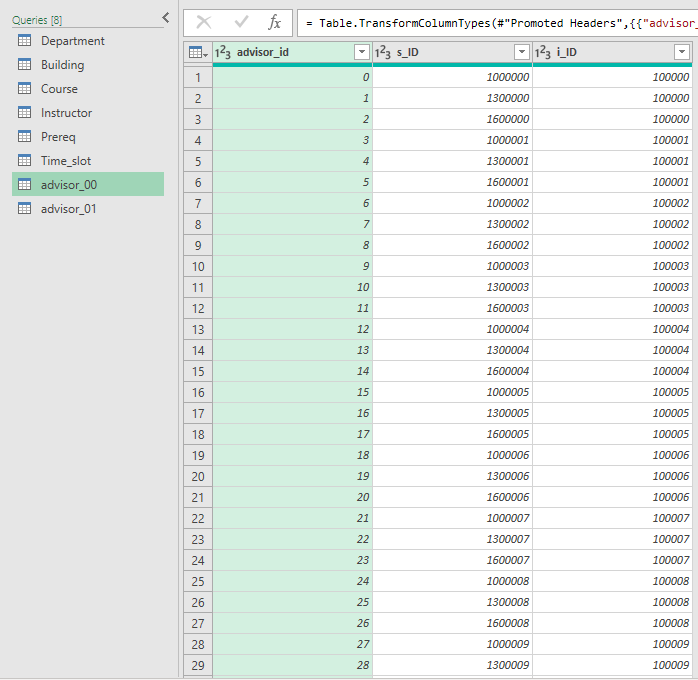 Queries [8]
Department
Building
Course
Instructor
Prereq
Time_slot
advisor_00
advisor_01
fx
= Table.TransformColumnTypes(#"Promoted Headers",{{"advisor_
1²3 advisor_id 1²3 s_ID 1²3 i_ID
1 0 1000000 100000
2 1 1300000 100000
3 2 1600000 100000
4 3 1000001 100001
5 4 1300001 100001
6 5 1600001 100001
7 6 1000002 100002
8 7 1300002 100002
9 8 1600002 100002
10 9 1000003 100003
11 10 1300003 100003
12 11 1600003 100003
13 12 1000004 100004
14 13 1300004 100004
15 14 1600004 100004
16 15 1000005 100005
17 16 1300005 100005
18 17 1600005 100005
19 18 1000006 100006
20 19 1300006 100006
21 20 1600006 100006
22 21 1000007 100007
23 22 1300007 100007
24 23 1600007 100007
25 24 1000008 100008
26 25 1300008 100008
27 26 1600008 100008
28 27 1000009 100009
29 28 1300009 100009